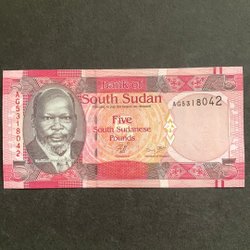 Bank of
South Sudan
AG5318042
AG5318042
Five
South Sudanese
Pounds
5
5